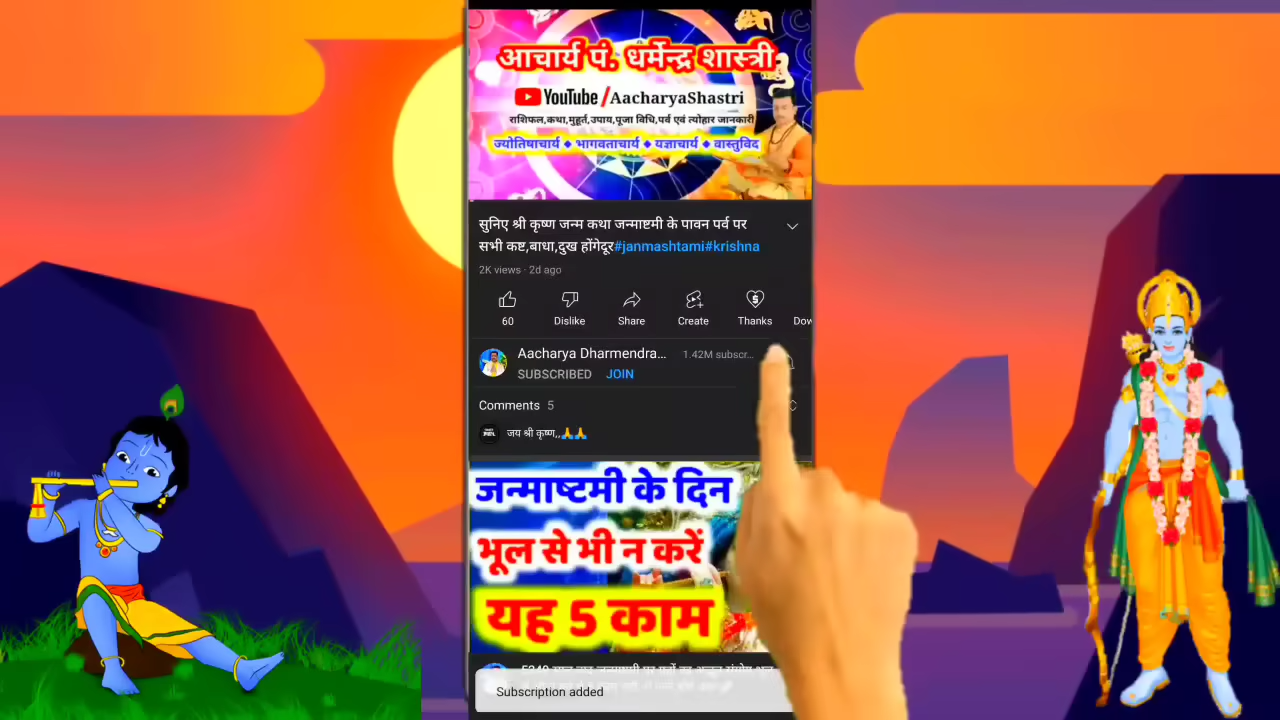 आचार्य पं. धर्मेन्द्र शास्त्री
YouTube /AacharyaShastri
राशिफल,कथा,मुहूर्त,उपाय,पूजा विधि,पर्व एवं त्योहार जानकारी
ज्योतिषाचार्य ◆ भागवताचार्य ◆ यज्ञाचार्य ◆ वास्तुविद
सुनिए श्री कृष्ण जन्म कथा जन्माष्टमी के पावन पर्व पर
सभी कष्ट,बाधा,दुख होंगेदूर#janmashtami#krishna
2K views · 2d ago
60 Dislike Share Create Thanks Dow
Aacharya Dharmendra... 1.42M subscr...
SUBSCRIBED JOIN
Comments 5
जय श्री कृष्ण,,🙏🙏
जन्माष्टमी के दिन
भूल से भी न करें
यह 5 काम
Subscription added